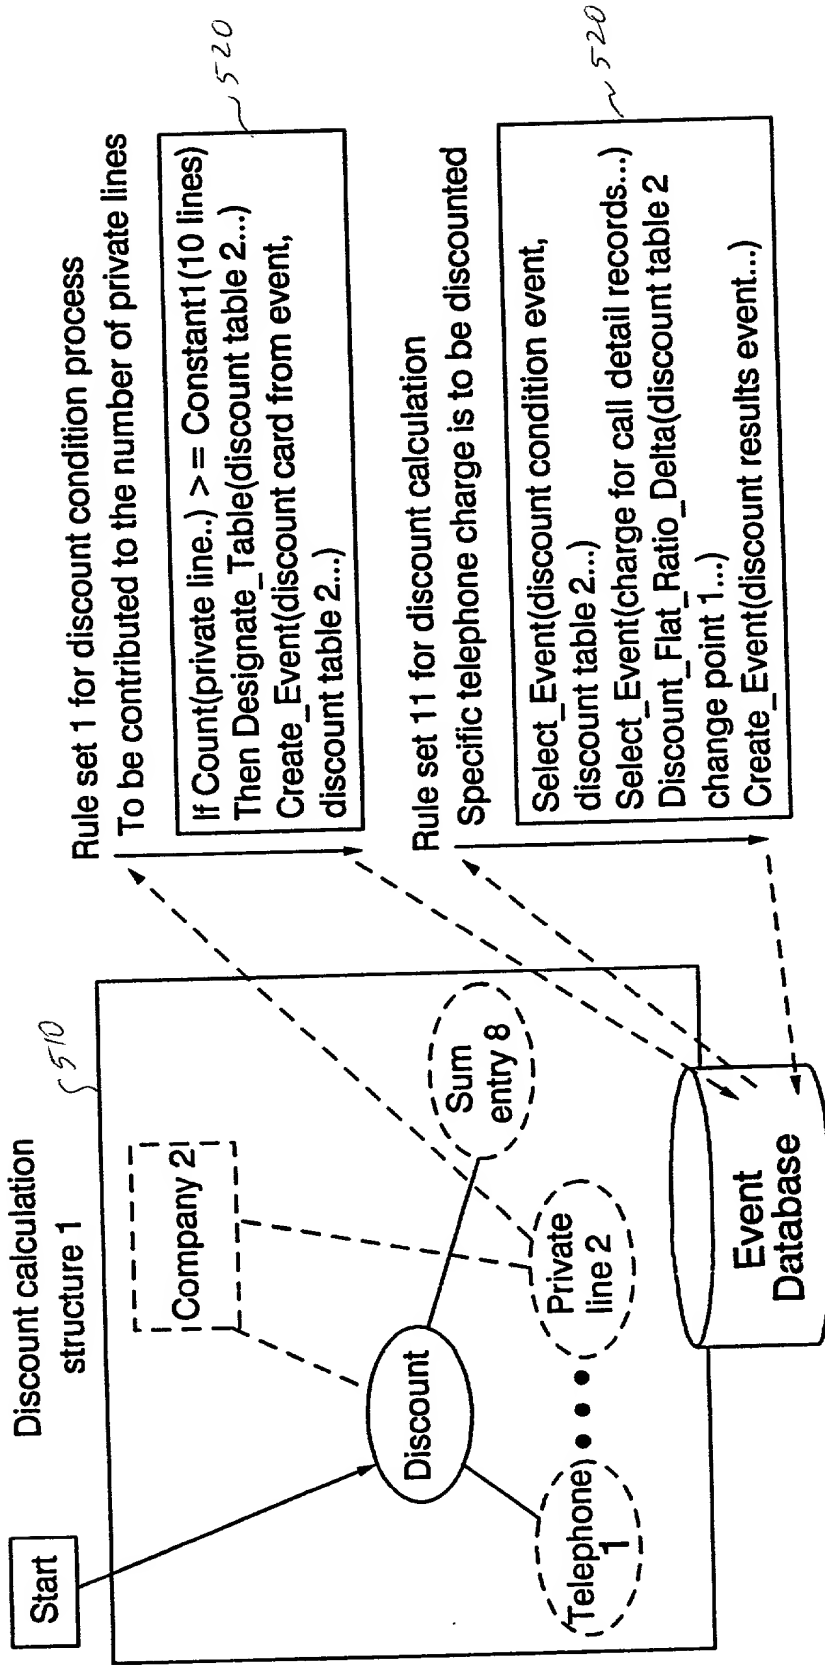 Start
Discount calculation
structure 1
510
Company 2
Discount
Sum
entry 8
Telephone
1
Private
line 2
Event
Database
Rule set 1 for discount condition process
To be contributed to the number of private lines
If Count(private line..) >= Constant1(10 lines)
Then Designate_Table(discount table 2...)
Create_Event(discount card from event,
discount table 2...)
520
Rule set 11 for discount calculation
Specific telephone charge is to be discounted
Select_Event(discount condition event,
discount table 2...)
Select_Event(charge for call detail records...)
Discount_Flat_Ratio_Delta(discount table 2
change point 1...)
Create_Event(discount results event...)
520